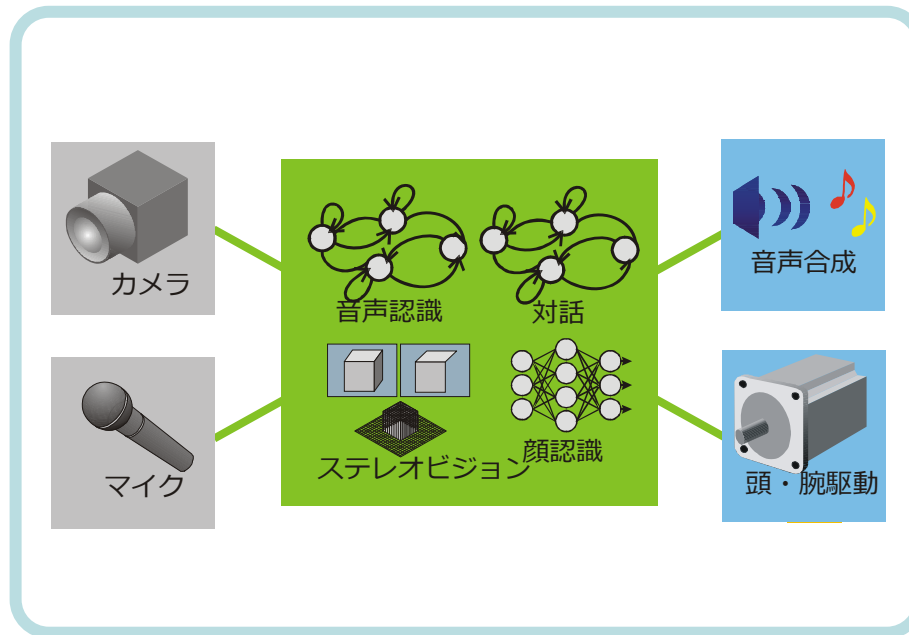 カメラ
マイク
音声認識
対話
ステレオビジョン
顔認識
音声合成
頭・腕駆動